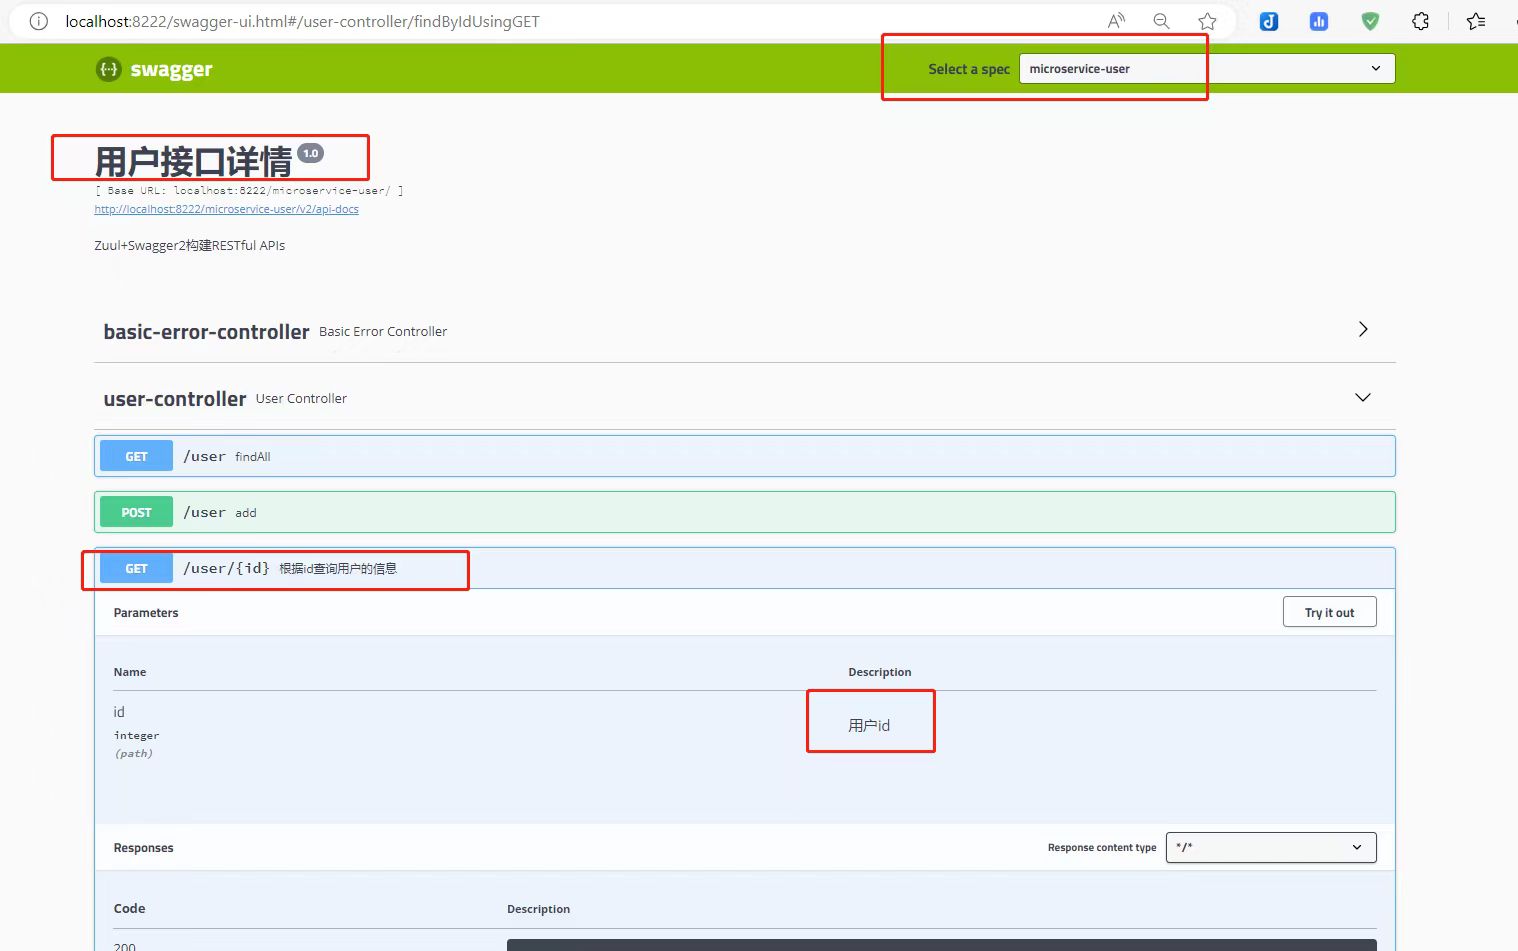 localhost:8222/swagger-ui.html#/user-controller/findByIdUsingGET
swagger
Select a spec microservice-user
用户接口详情 1.0
[ Base URL: localhost:8222/microservice-user/ ]
http://localhost:8222/microservice-user/v2/api-docs
Zuul+Swagger2构建RESTful APIs
basic-error-controller Basic Error Controller
user-controller User Controller
GET /user findAll
POST /user add
GET /user/{id} 根据id查询用户的信息
Parameters Try it out
Name Description
id
用户id
integer
(path)
Responses Response content type */*
Code Description
200